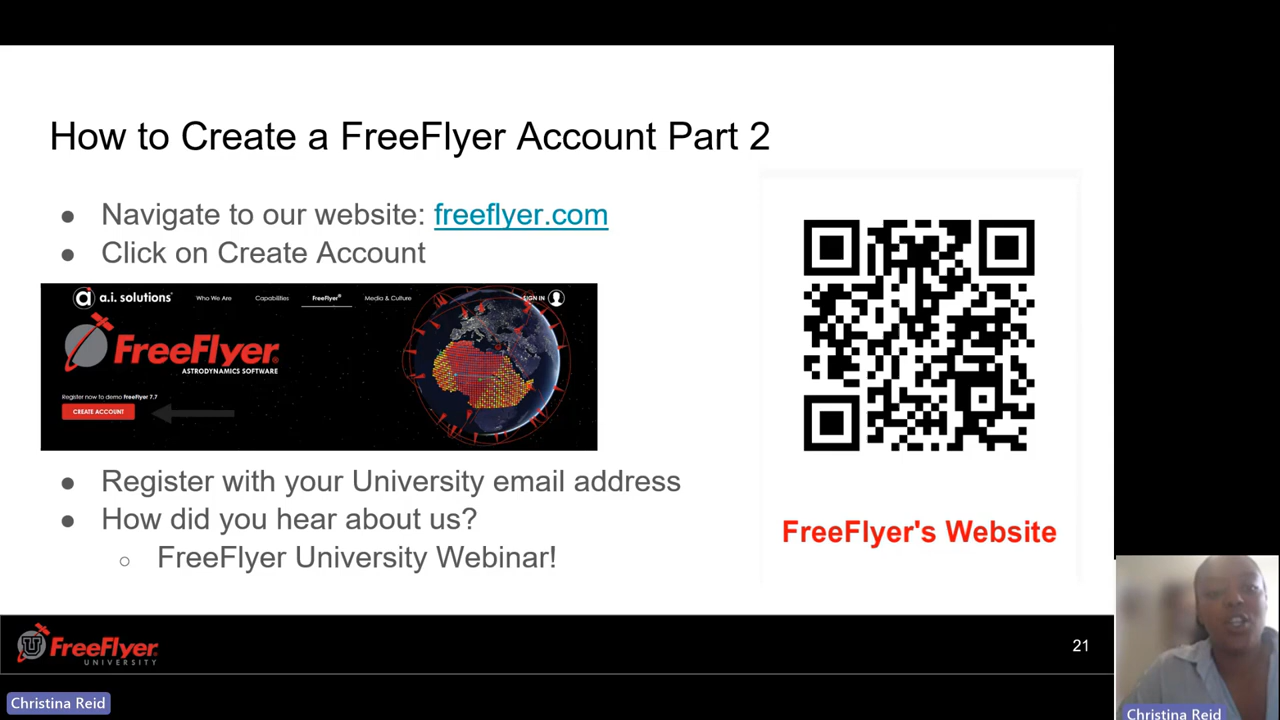 How to Create a FreeFlyer Account Part 2
● Navigate to our website: freeflyer.com
● Click on Create Account
a.i. solutions®
Who We Are
Capabilities
FreeFlyer®
Media & Culture
SIGN IN
FreeFlyer®
ASTRODYNAMICS SOFTWARE
Register now to demo FreeFlyer 7.7
CREATE ACCOUNT
● Register with your University email address
● How did you hear about us?
○ FreeFlyer University Webinar!
FreeFlyer's Website
U FreeFlyer
UNIVERSITY
21
Christina Reid
Christina Reid